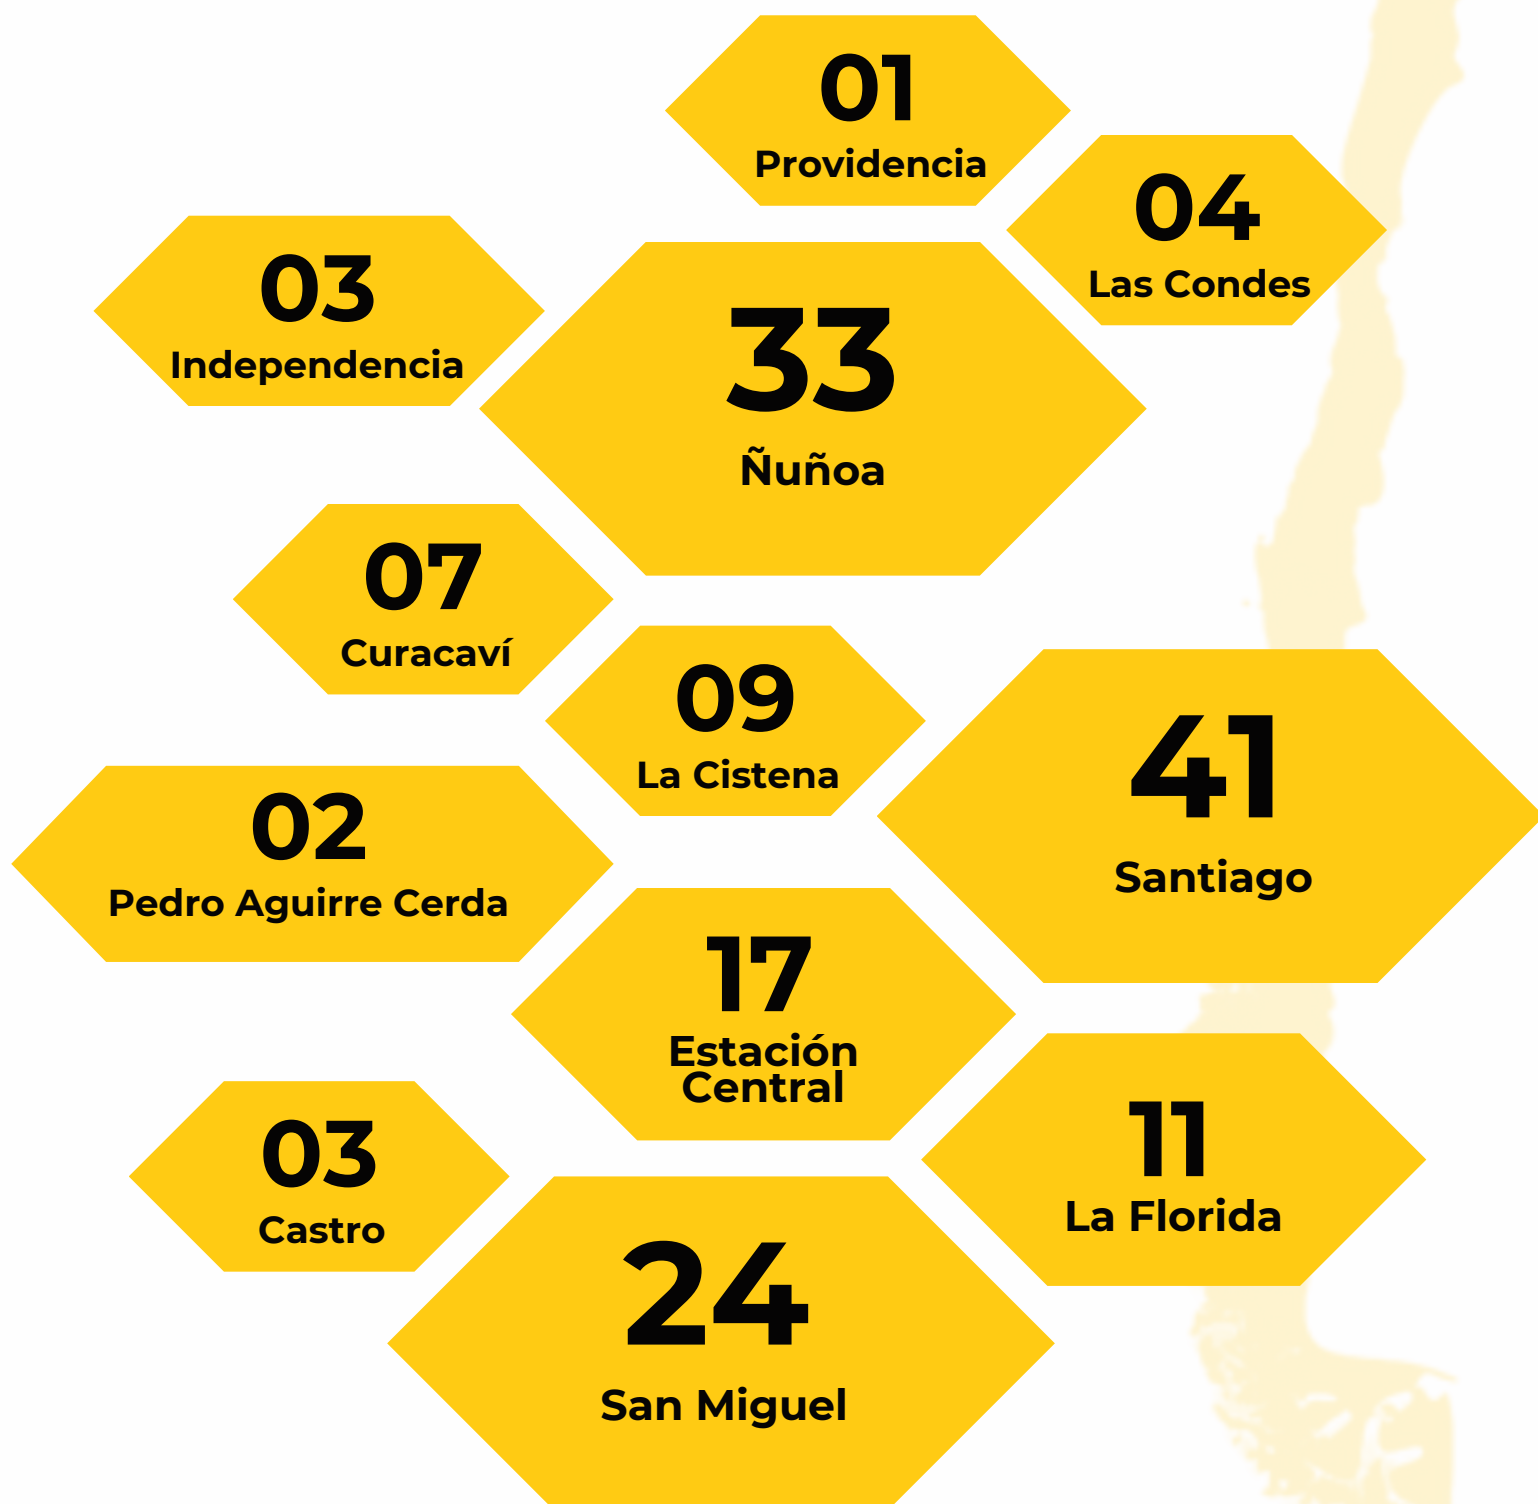 01
Providencia
04
Las Condes
03
Independencia
33
Ñuñoa
07
Curacaví
09
La Cistena
41
Santiago
02
Pedro Aguirre Cerda
17
Estación
Central
11
La Florida
03
Castro
24
San Miguel